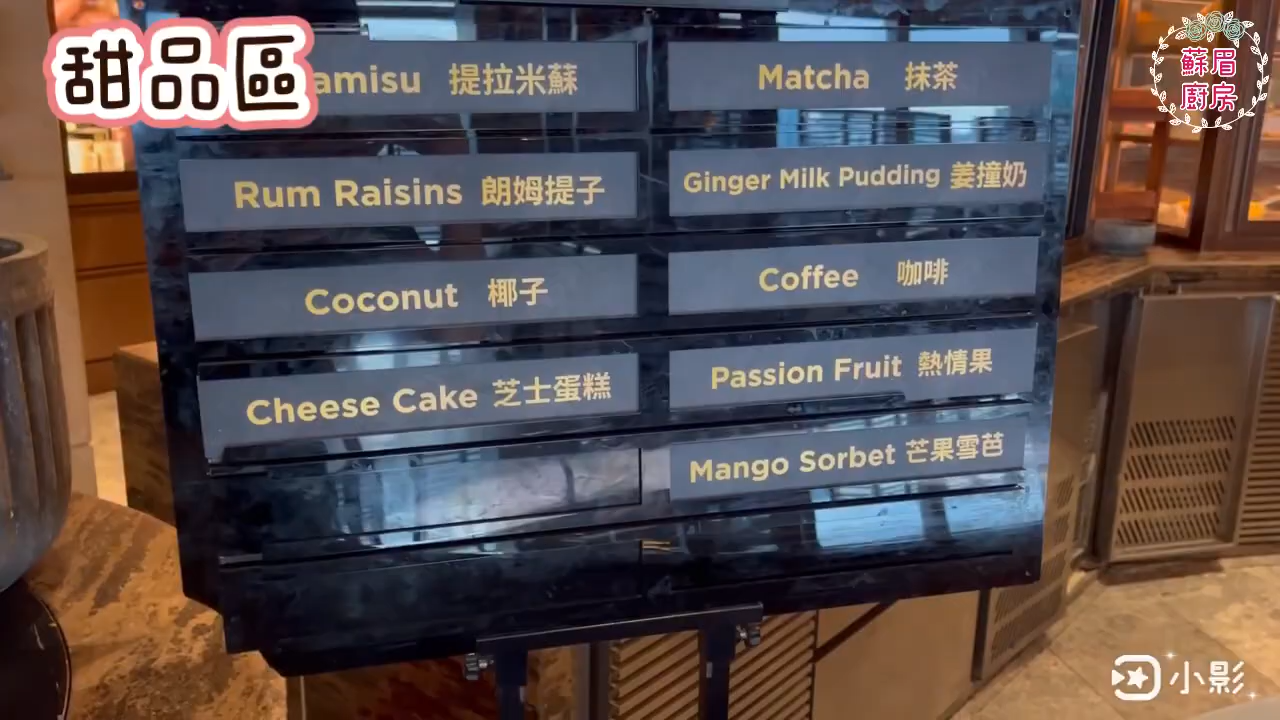 甜品區
amisu 提拉米蘇
Matcha 抹茶
Rum Raisins 朗姆提子
Ginger Milk Pudding 姜撞奶
Coconut 椰子
Coffee 咖啡
Cheese Cake 芝士蛋糕
Passion Fruit 熱情果
Mango Sorbet 芒果雪芭
蘇眉
廚房
小影